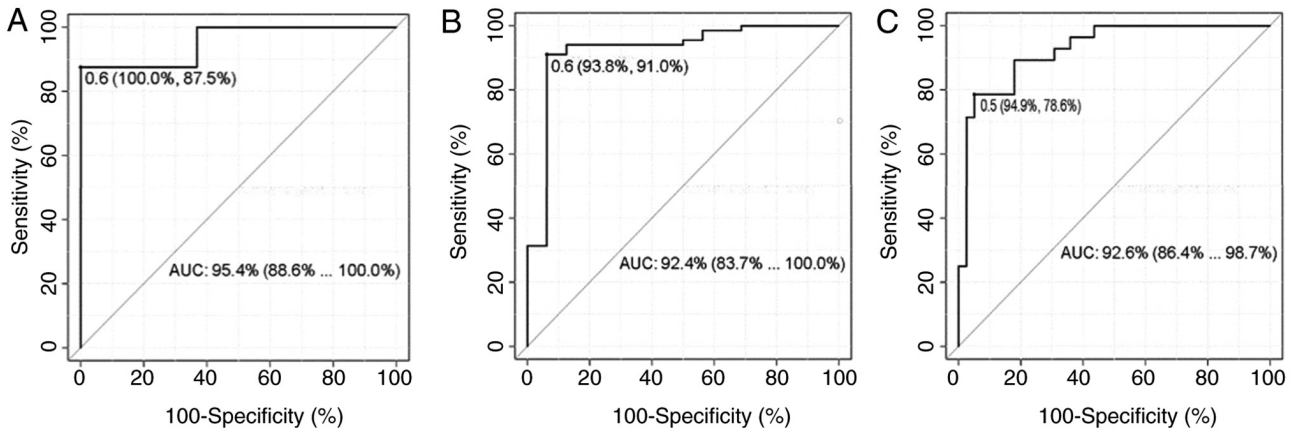 A
Sensitivity (%)
100
80
60
40
20
0
0.6 (100.0%, 87.5%)
AUC: 95.4% (88.6% ... 100.0%)
0 20 40 60 80 100
100-Specificity (%)
B
Sensitivity (%)
100
80
60
40
20
0
0.6 (93.8%, 91.0%)
AUC: 92.4% (83.7% ... 100.0%)
0 20 40 60 80 100
100-Specificity (%)
C
Sensitivity (%)
100
80
60
40
20
0
0.5 (94.9%, 78.6%)
AUC: 92.6% (86.4% ... 98.7%)
0 20 40 60 80 100
100-Specificity (%)